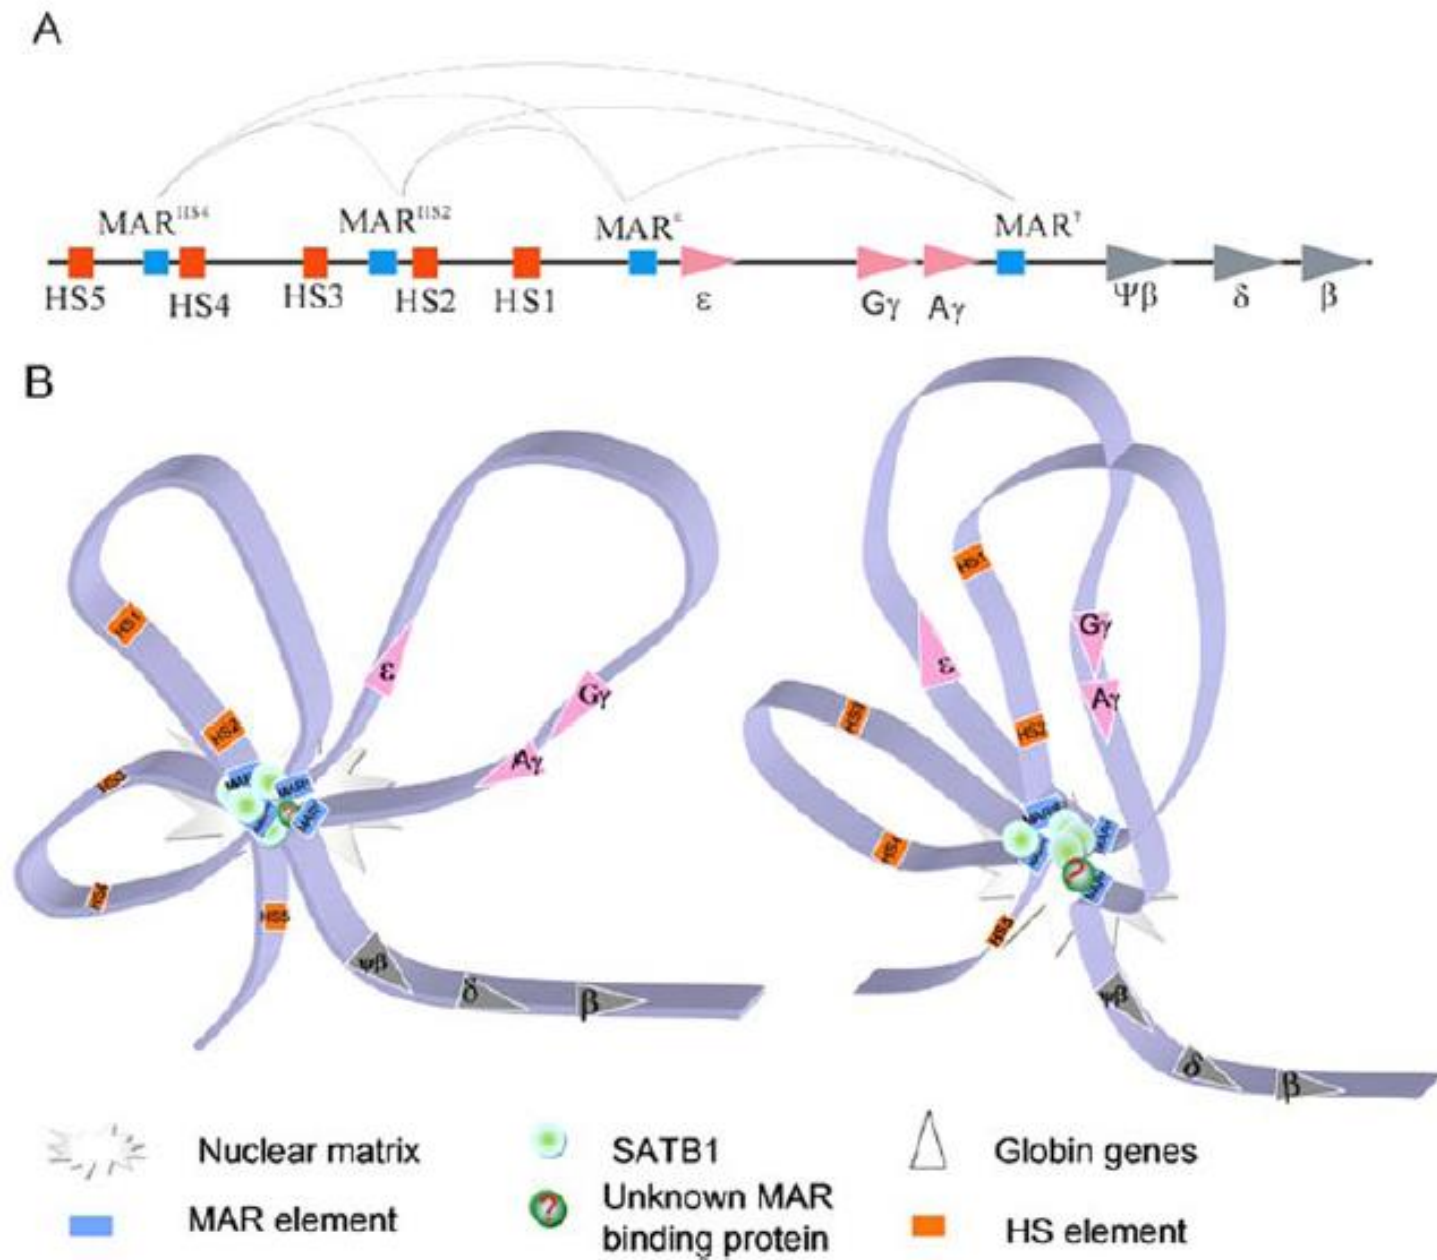 A
MAR^HS4 MAR^HS2 MAR^ε MAR^γ
HS5 HS4 HS3 HS2 HS1 ε Gγ Aγ Ψβ δ β
B
HS1
Gγ
HS1
ε
ε
Aγ
Gγ
HS2
HS3
HS2
Aγ
MAR
HS5
Ψβ
δ
β
Ψβ
δ
β
Nuclear matrix
SATB1
Globin genes
MAR element
Unknown MAR
binding protein
HS element
?